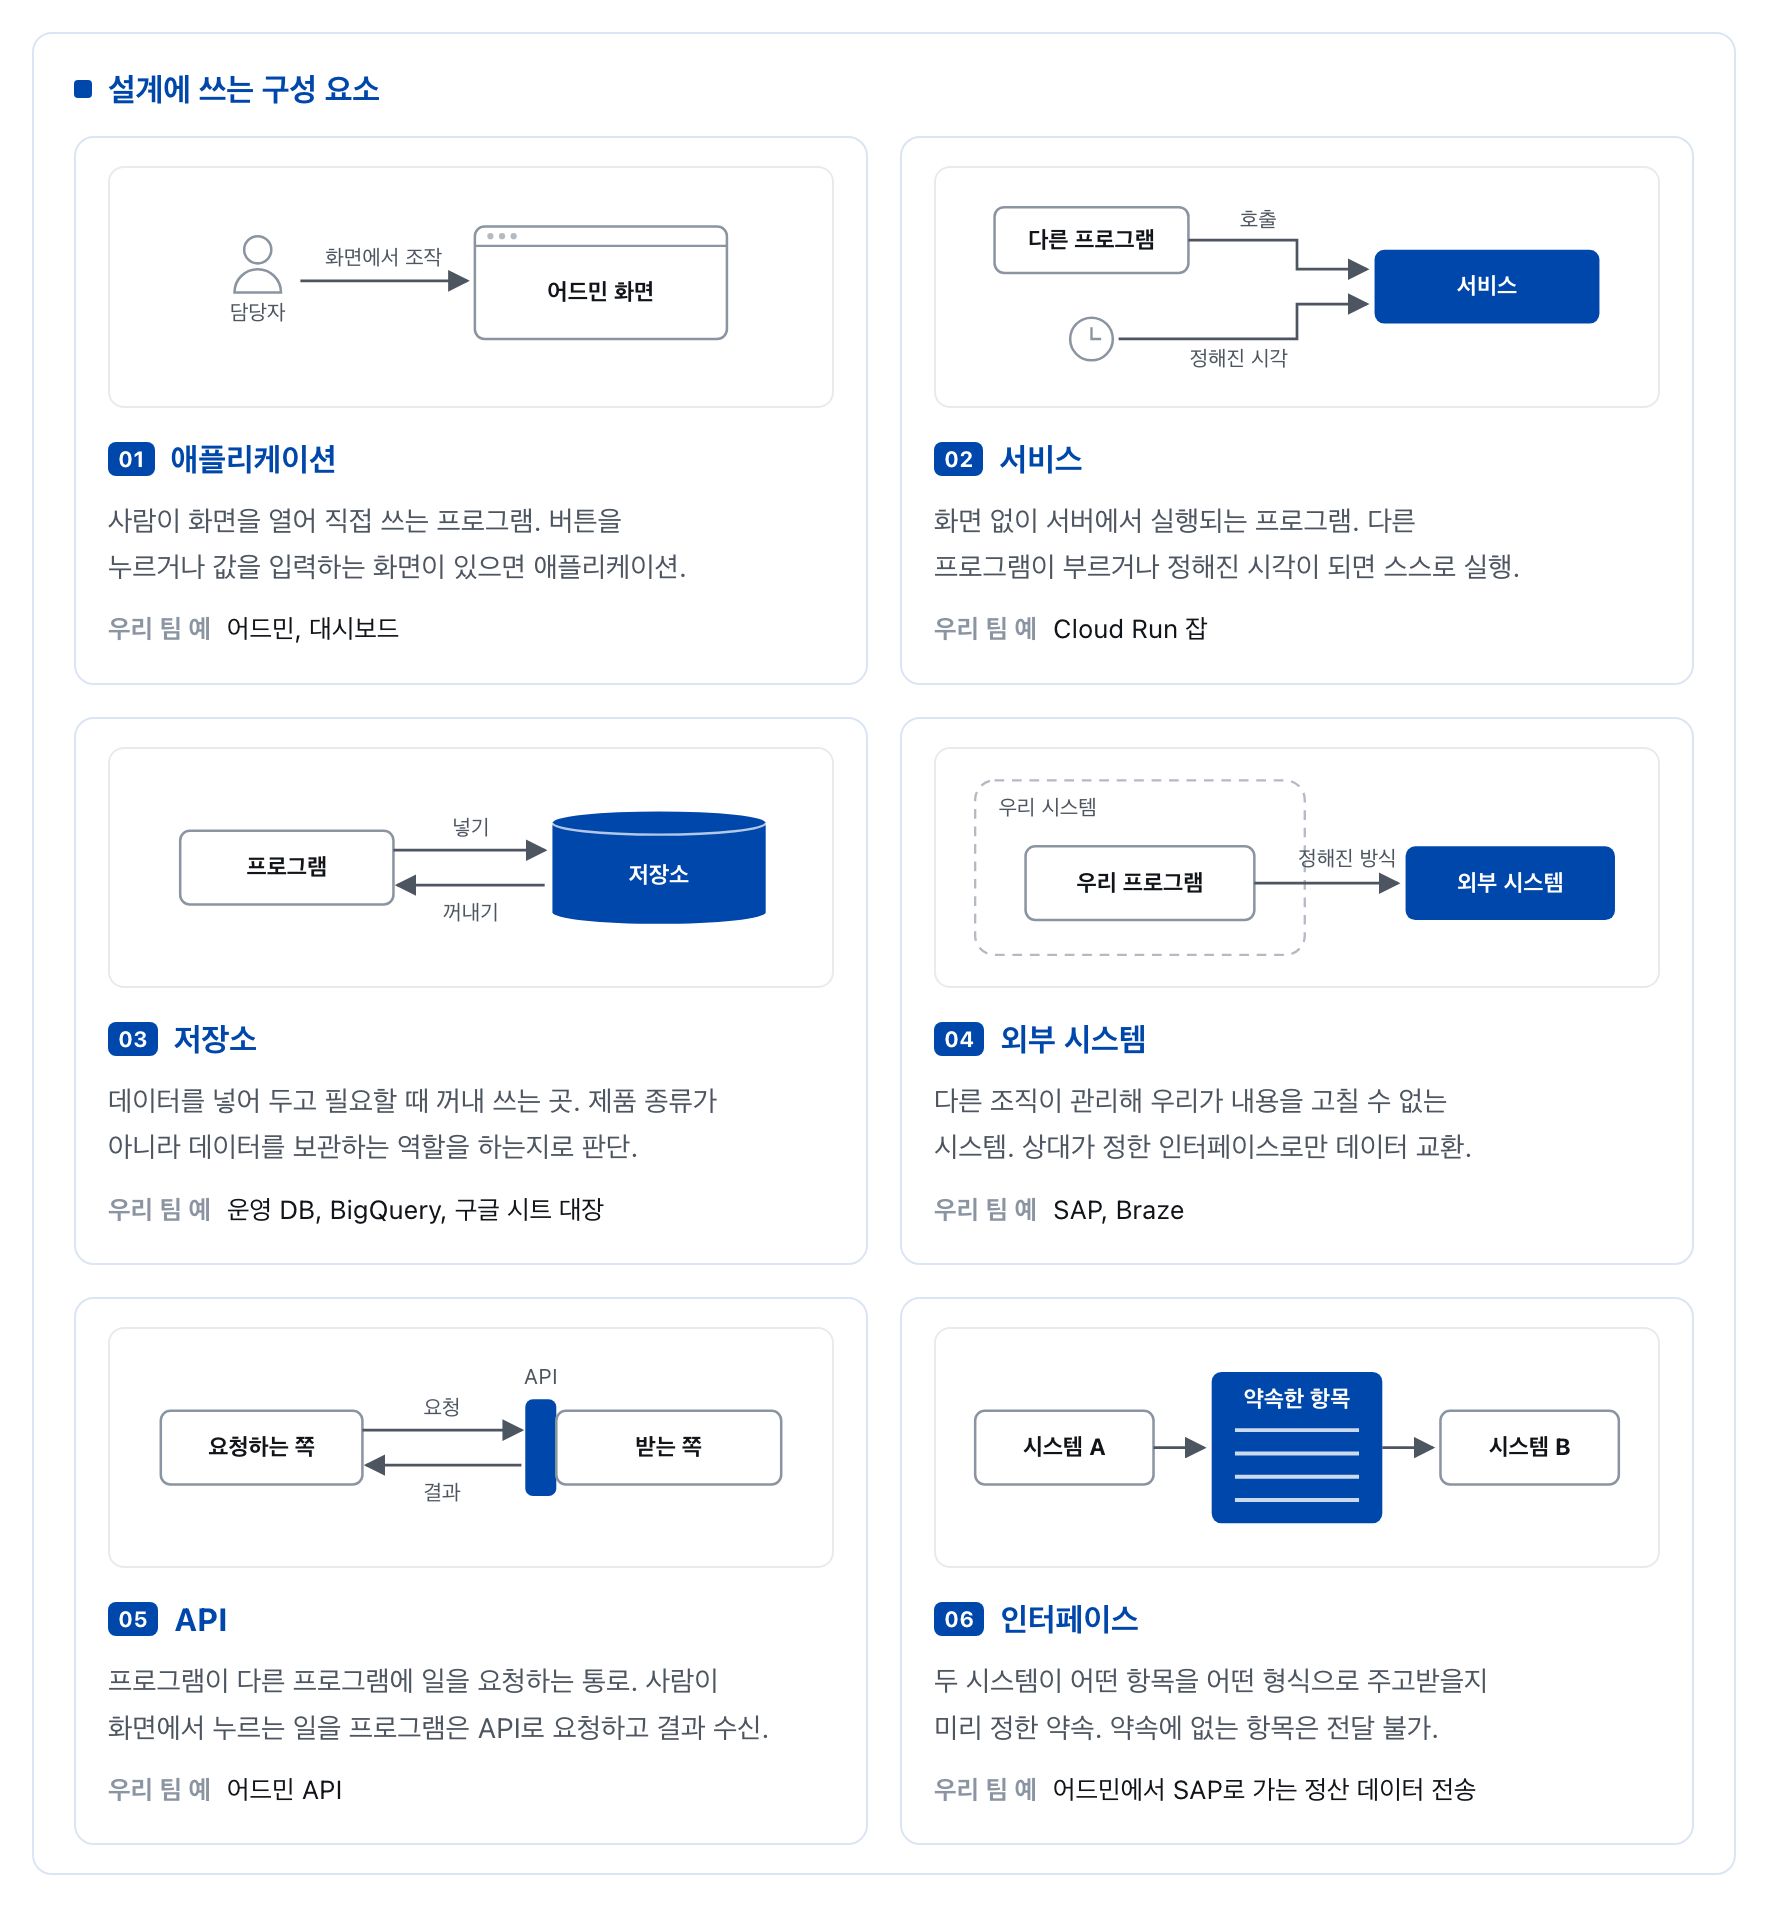 설계에 쓰는 구성 요소
담당자
화면에서 조작
어드민 화면
01 애플리케이션
사람이 화면을 열어 직접 쓰는 프로그램. 버튼을
누르거나 값을 입력하는 화면이 있으면 애플리케이션.
우리 팀 예 어드민, 대시보드
다른 프로그램
호출
서비스
정해진 시각
02 서비스
화면 없이 서버에서 실행되는 프로그램. 다른
프로그램이 부르거나 정해진 시각이 되면 스스로 실행.
우리 팀 예 Cloud Run 잡
프로그램
넣기
꺼내기
저장소
03 저장소
데이터를 넣어 두고 필요할 때 꺼내 쓰는 곳. 제품 종류가
아니라 데이터를 보관하는 역할을 하는지로 판단.
우리 팀 예 운영 DB, BigQuery, 구글 시트 대장
우리 시스템
우리 프로그램
정해진 방식
외부 시스템
04 외부 시스템
다른 조직이 관리해 우리가 내용을 고칠 수 없는
시스템. 상대가 정한 인터페이스로만 데이터 교환.
우리 팀 예 SAP, Braze
요청하는 쪽
요청
결과
API
받는 쪽
05 API
프로그램이 다른 프로그램에 일을 요청하는 통로. 사람이
화면에서 누르는 일을 프로그램은 API로 요청하고 결과 수신.
우리 팀 예 어드민 API
시스템 A
약속한 항목
시스템 B
06 인터페이스
두 시스템이 어떤 항목을 어떤 형식으로 주고받을지
미리 정한 약속. 약속에 없는 항목은 전달 불가.
우리 팀 예 어드민에서 SAP로 가는 정산 데이터 전송